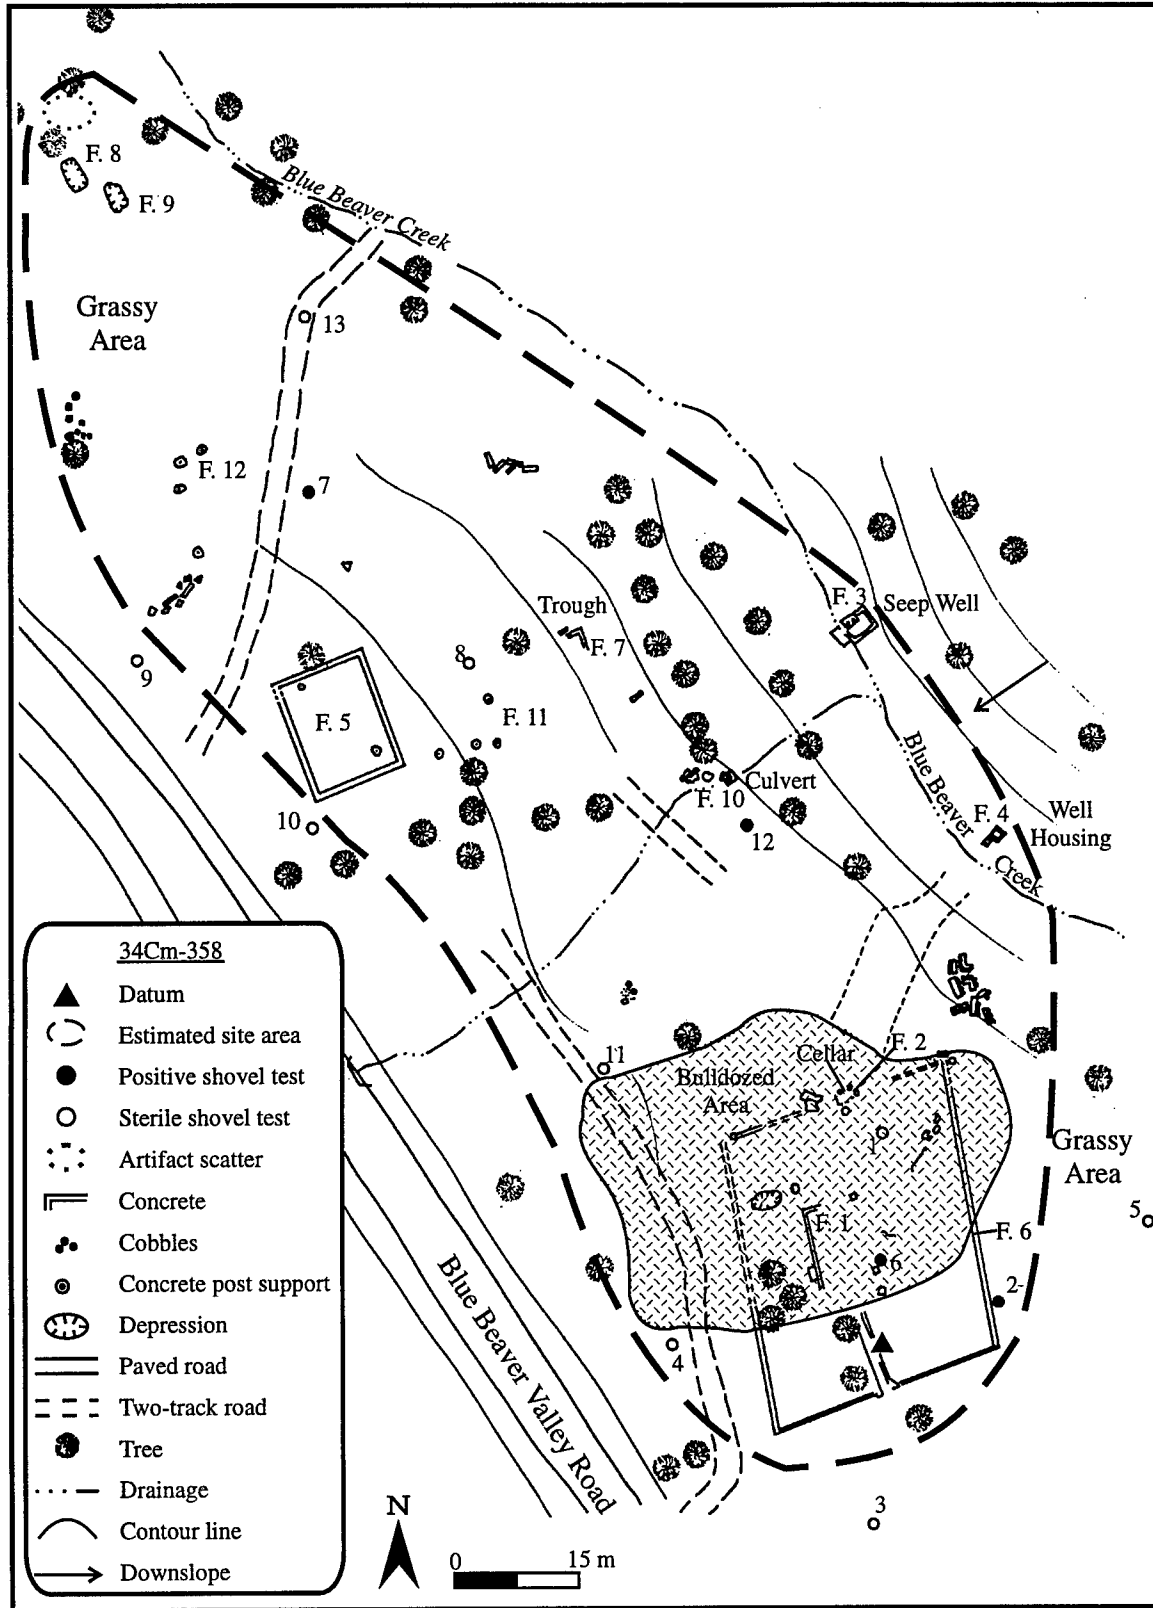 F. 8
F. 9
Blue Beaver Creek
Grassy
Area
13
F. 12
7
Trough
F. 7
F. 3
Seep Well
9
8
F. 5
F. 11
Blue Beaver
Creek
F. 10
Culvert
12
F. 4
Well
Housing
10
34Cm-358
Datum
Estimated site area
Positive shovel test
Sterile shovel test
Artifact scatter
Concrete
Cobbles
Concrete post support
Depression
Paved road
Two-track road
Tree
Drainage
Contour line
Downslope
11
Cellar
F. 2
Bulldozed
Area
1
Grassy
Area
5
F. 1
F. 6
6
2
4
Blue Beaver Valley Road
3
N
0
15 m